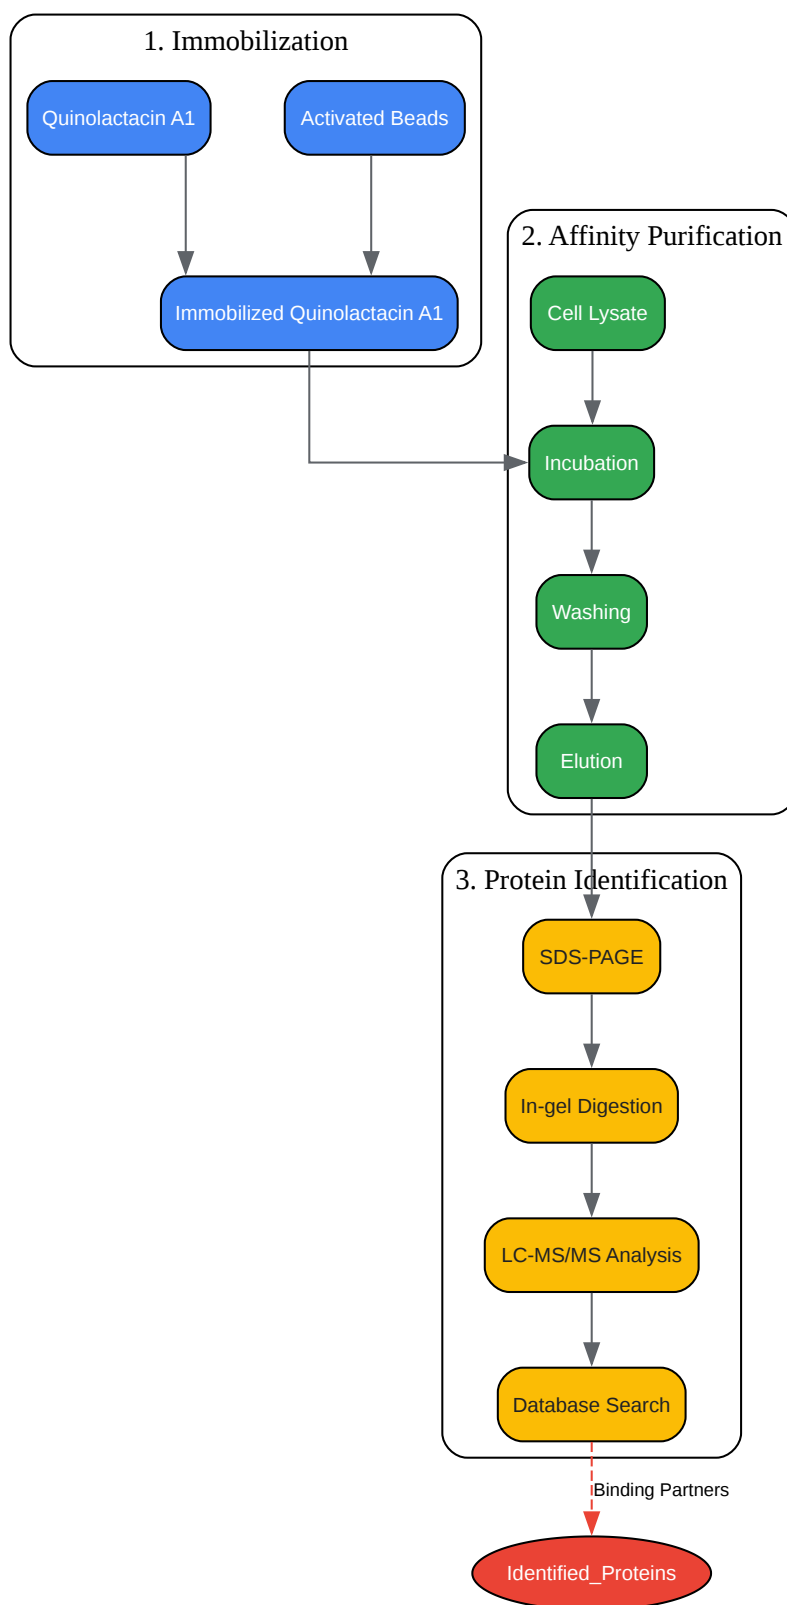 1. Immobilization
Quinolactacin A1
Activated Beads
Immobilized Quinolactacin A1
2. Affinity Purification
Cell Lysate
Incubation
Washing
Elution
3. Protein Identification
SDS-PAGE
In-gel Digestion
LC-MS/MS Analysis
Database Search
Binding Partners
Identified_Proteins